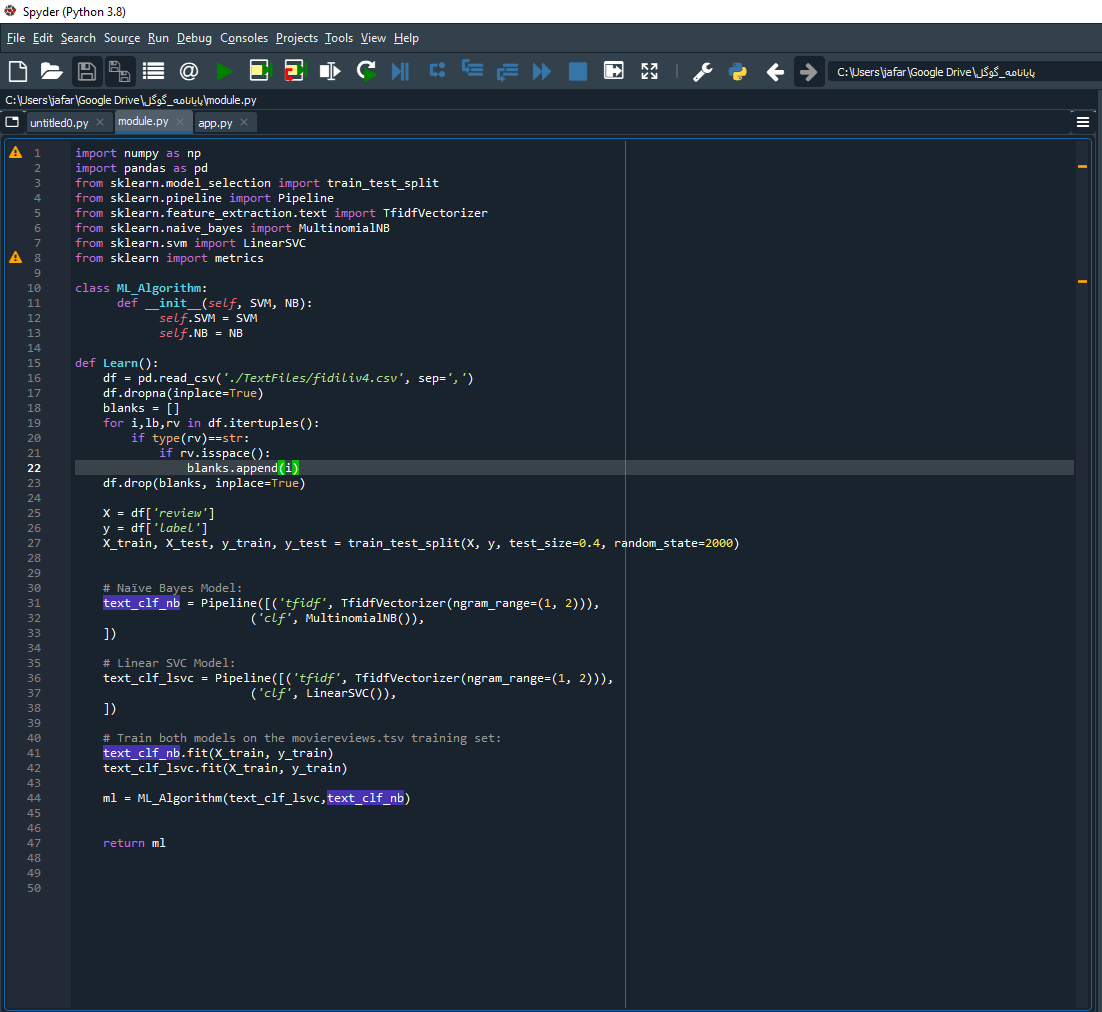 Spyder (Python 3.8)
File Edit Search Source Run Debug Consoles Projects Tools View Help
C:\Users\jafar\Google Drive\پایانامه_گوگل
C:\Users\jafar\Google Drive\پایانامه_گوگل\module.py
untitled0.py module.py app.py
1 import numpy as np
2 import pandas as pd
3 from sklearn.model_selection import train_test_split
4 from sklearn.pipeline import Pipeline
5 from sklearn.feature_extraction.text import TfidfVectorizer
6 from sklearn.naive_bayes import MultinomialNB
7 from sklearn.svm import LinearSVC
8 from sklearn import metrics
9
10 class ML_Algorithm:
11 def __init__(self, SVM, NB):
12 self.SVM = SVM
13 self.NB = NB
14
15 def Learn():
16 df = pd.read_csv('./TextFiles/fidiliv4.csv', sep=',')
17 df.dropna(inplace=True)
18 blanks = []
19 for i,lb,rv in df.itertuples():
20 if type(rv)==str:
21 if rv.isspace():
22 blanks.append(i)
23 df.drop(blanks, inplace=True)
24
25 X = df['review']
26 y = df['label']
27 X_train, X_test, y_train, y_test = train_test_split(X, y, test_size=0.4, random_state=2000)
28
29
30 # Naïve Bayes Model:
31 text_clf_nb = Pipeline([('tfidf', TfidfVectorizer(ngram_range=(1, 2))),
32 ('clf', MultinomialNB()),
33 ])
34
35 # Linear SVC Model:
36 text_clf_lsvc = Pipeline([('tfidf', TfidfVectorizer(ngram_range=(1, 2))),
37 ('clf', LinearSVC()),
38 ])
39
40 # Train both models on the moviereviews.tsv training set:
41 text_clf_nb.fit(X_train, y_train)
42 text_clf_lsvc.fit(X_train, y_train)
43
44 ml = ML_Algorithm(text_clf_lsvc,text_clf_nb)
45
46
47 return ml
48
49
50